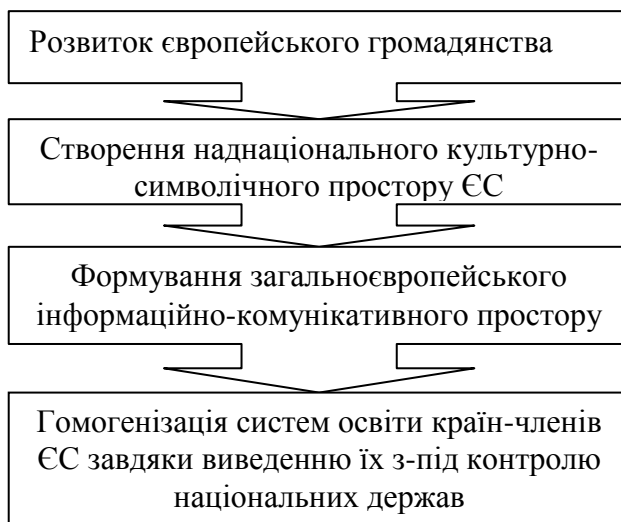 Розвиток європейського громадянства
Створення наднаціонального культурно-
символічного простору ЄС
Формування загальноєвропейського
інформаційно-комунікативного простору
Гомогенізація систем освіти країн-членів
ЄС завдяки виведенню їх з-під контролю
національних держав